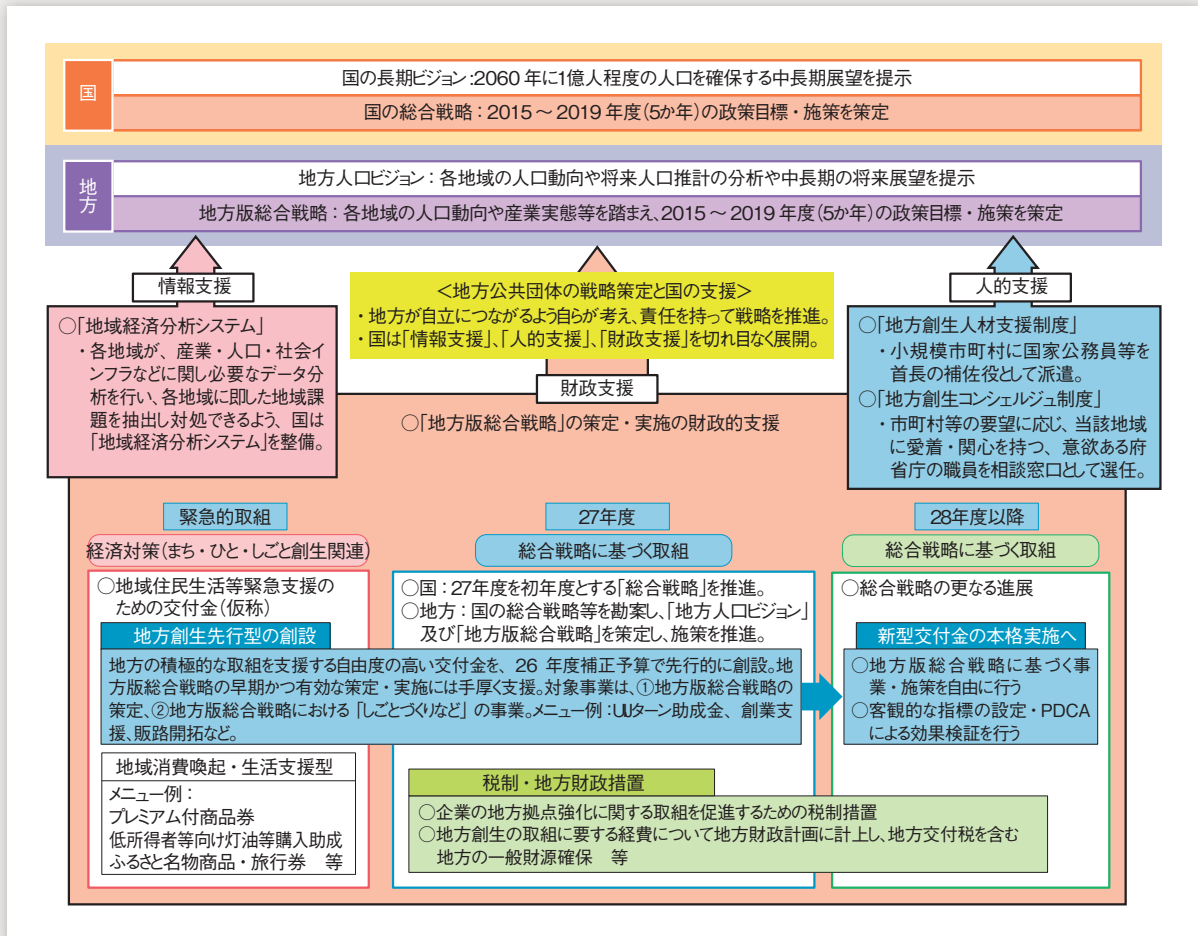 国
国の長期ビジョン:2060年に1億人程度の人口を確保する中長期展望を提示
国の総合戦略:2015～2019年度(5か年)の政策目標・施策を策定
地方
地方人口ビジョン:各地域の人口動向や将来人口推計の分析や中長期の将来展望を提示
地方版総合戦略:各地域の人口動向や産業実態等を踏まえ、2015～2019年度(5か年)の政策目標・施策を策定
情報支援
○「地域経済分析システム」
・各地域が、産業・人口・社会イ
ンフラなどに関し必要なデータ分
析を行い、各地域に即した地域課
題を抽出し対処できるよう、国は
「地域経済分析システム」を整備。
＜地方公共団体の戦略策定と国の支援＞
・地方が自立につながるよう自らが考え、責任を持って戦略を推進。
・国は「情報支援」、「人的支援」、「財政支援」を切れ目なく展開。
財政支援
○「地方版総合戦略」の策定・実施の財政的支援
人的支援
○「地方創生人材支援制度」
・小規模市町村に国家公務員等を
首長の補佐役として派遣。
○「地方創生コンシェルジュ制度」
・市町村等の要望に応じ、当該地域
に愛着・関心を持つ、意欲ある府
省庁の職員を相談窓口として選任。
緊急的取組
経済対策(まち・ひと・しごと創生関連)
○地域住民生活等緊急支援の
ための交付金(仮称)
27年度
総合戦略に基づく取組
○国:27年度を初年度とする「総合戦略」を推進。
○地方:国の総合戦略等を勘案し、「地方人口ビジョン」
及び「地方版総合戦略」を策定し、施策を推進。
28年度以降
総合戦略に基づく取組
○総合戦略の更なる進展
地方創生先行型の創設
地方の積極的な取組を支援する自由度の高い交付金を、26年度補正予算で先行的に創設。地
方版総合戦略の早期かつ有効な策定・実施には手厚く支援。対象事業は、①地方版総合戦略の
策定、②地方版総合戦略における「しごとづくりなど」の事業。メニュー例:UIJターン助成金、創業支
援、販路開拓など。
新型交付金の本格実施へ
○地方版総合戦略に基づく事
業・施策を自由に行う
○客観的な指標の設定・PDCA
による効果検証を行う
地域消費喚起・生活支援型
メニュー例:
プレミアム付商品券
低所得者等向け灯油等購入助成
ふるさと名物商品・旅行券 等
税制・地方財政措置
○企業の地方拠点強化に関する取組を促進するための税制措置
○地方創生の取組に要する経費について地方財政計画に計上し、地方交付税を含む
地方の一般財源確保 等